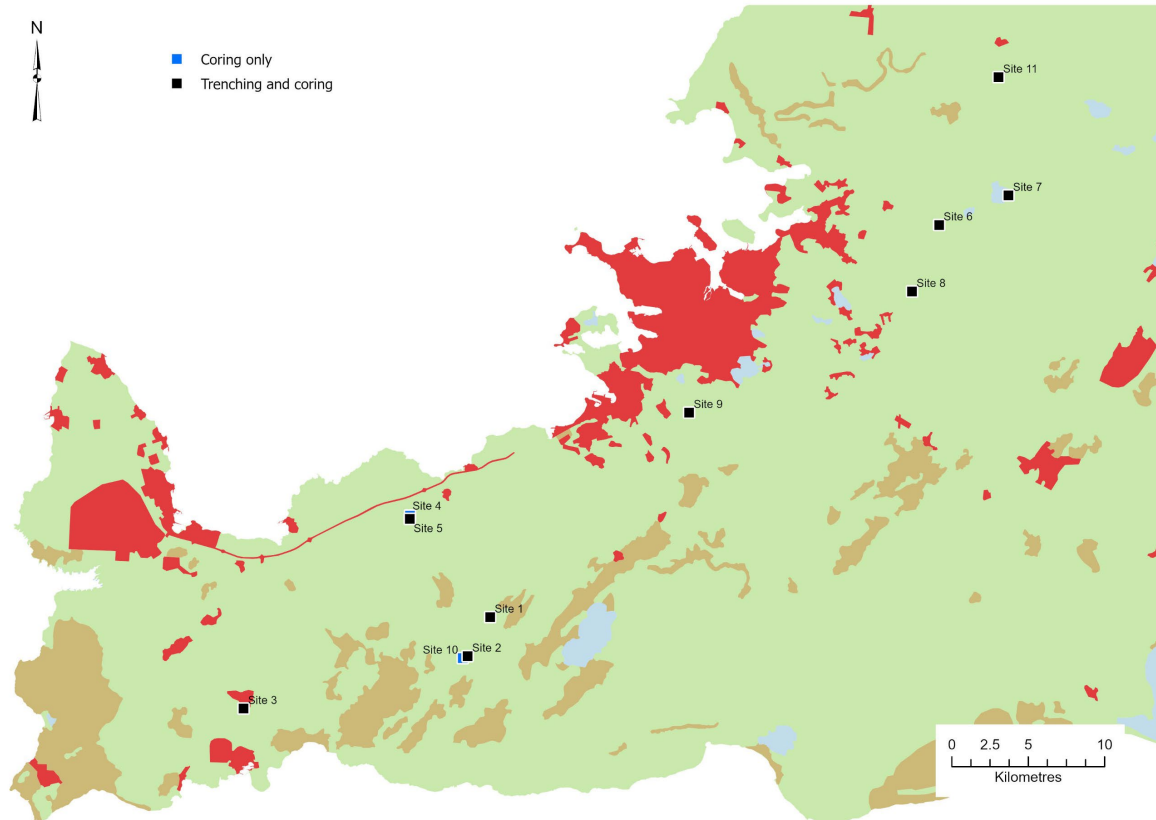 N
Coring only
Trenching and coring
Site 11
Site 7
Site 6
Site 8
Site 9
Site 4
Site 5
Site 1
Site 10
Site 2
Site 3
0 2.5 5 10
Kilometres